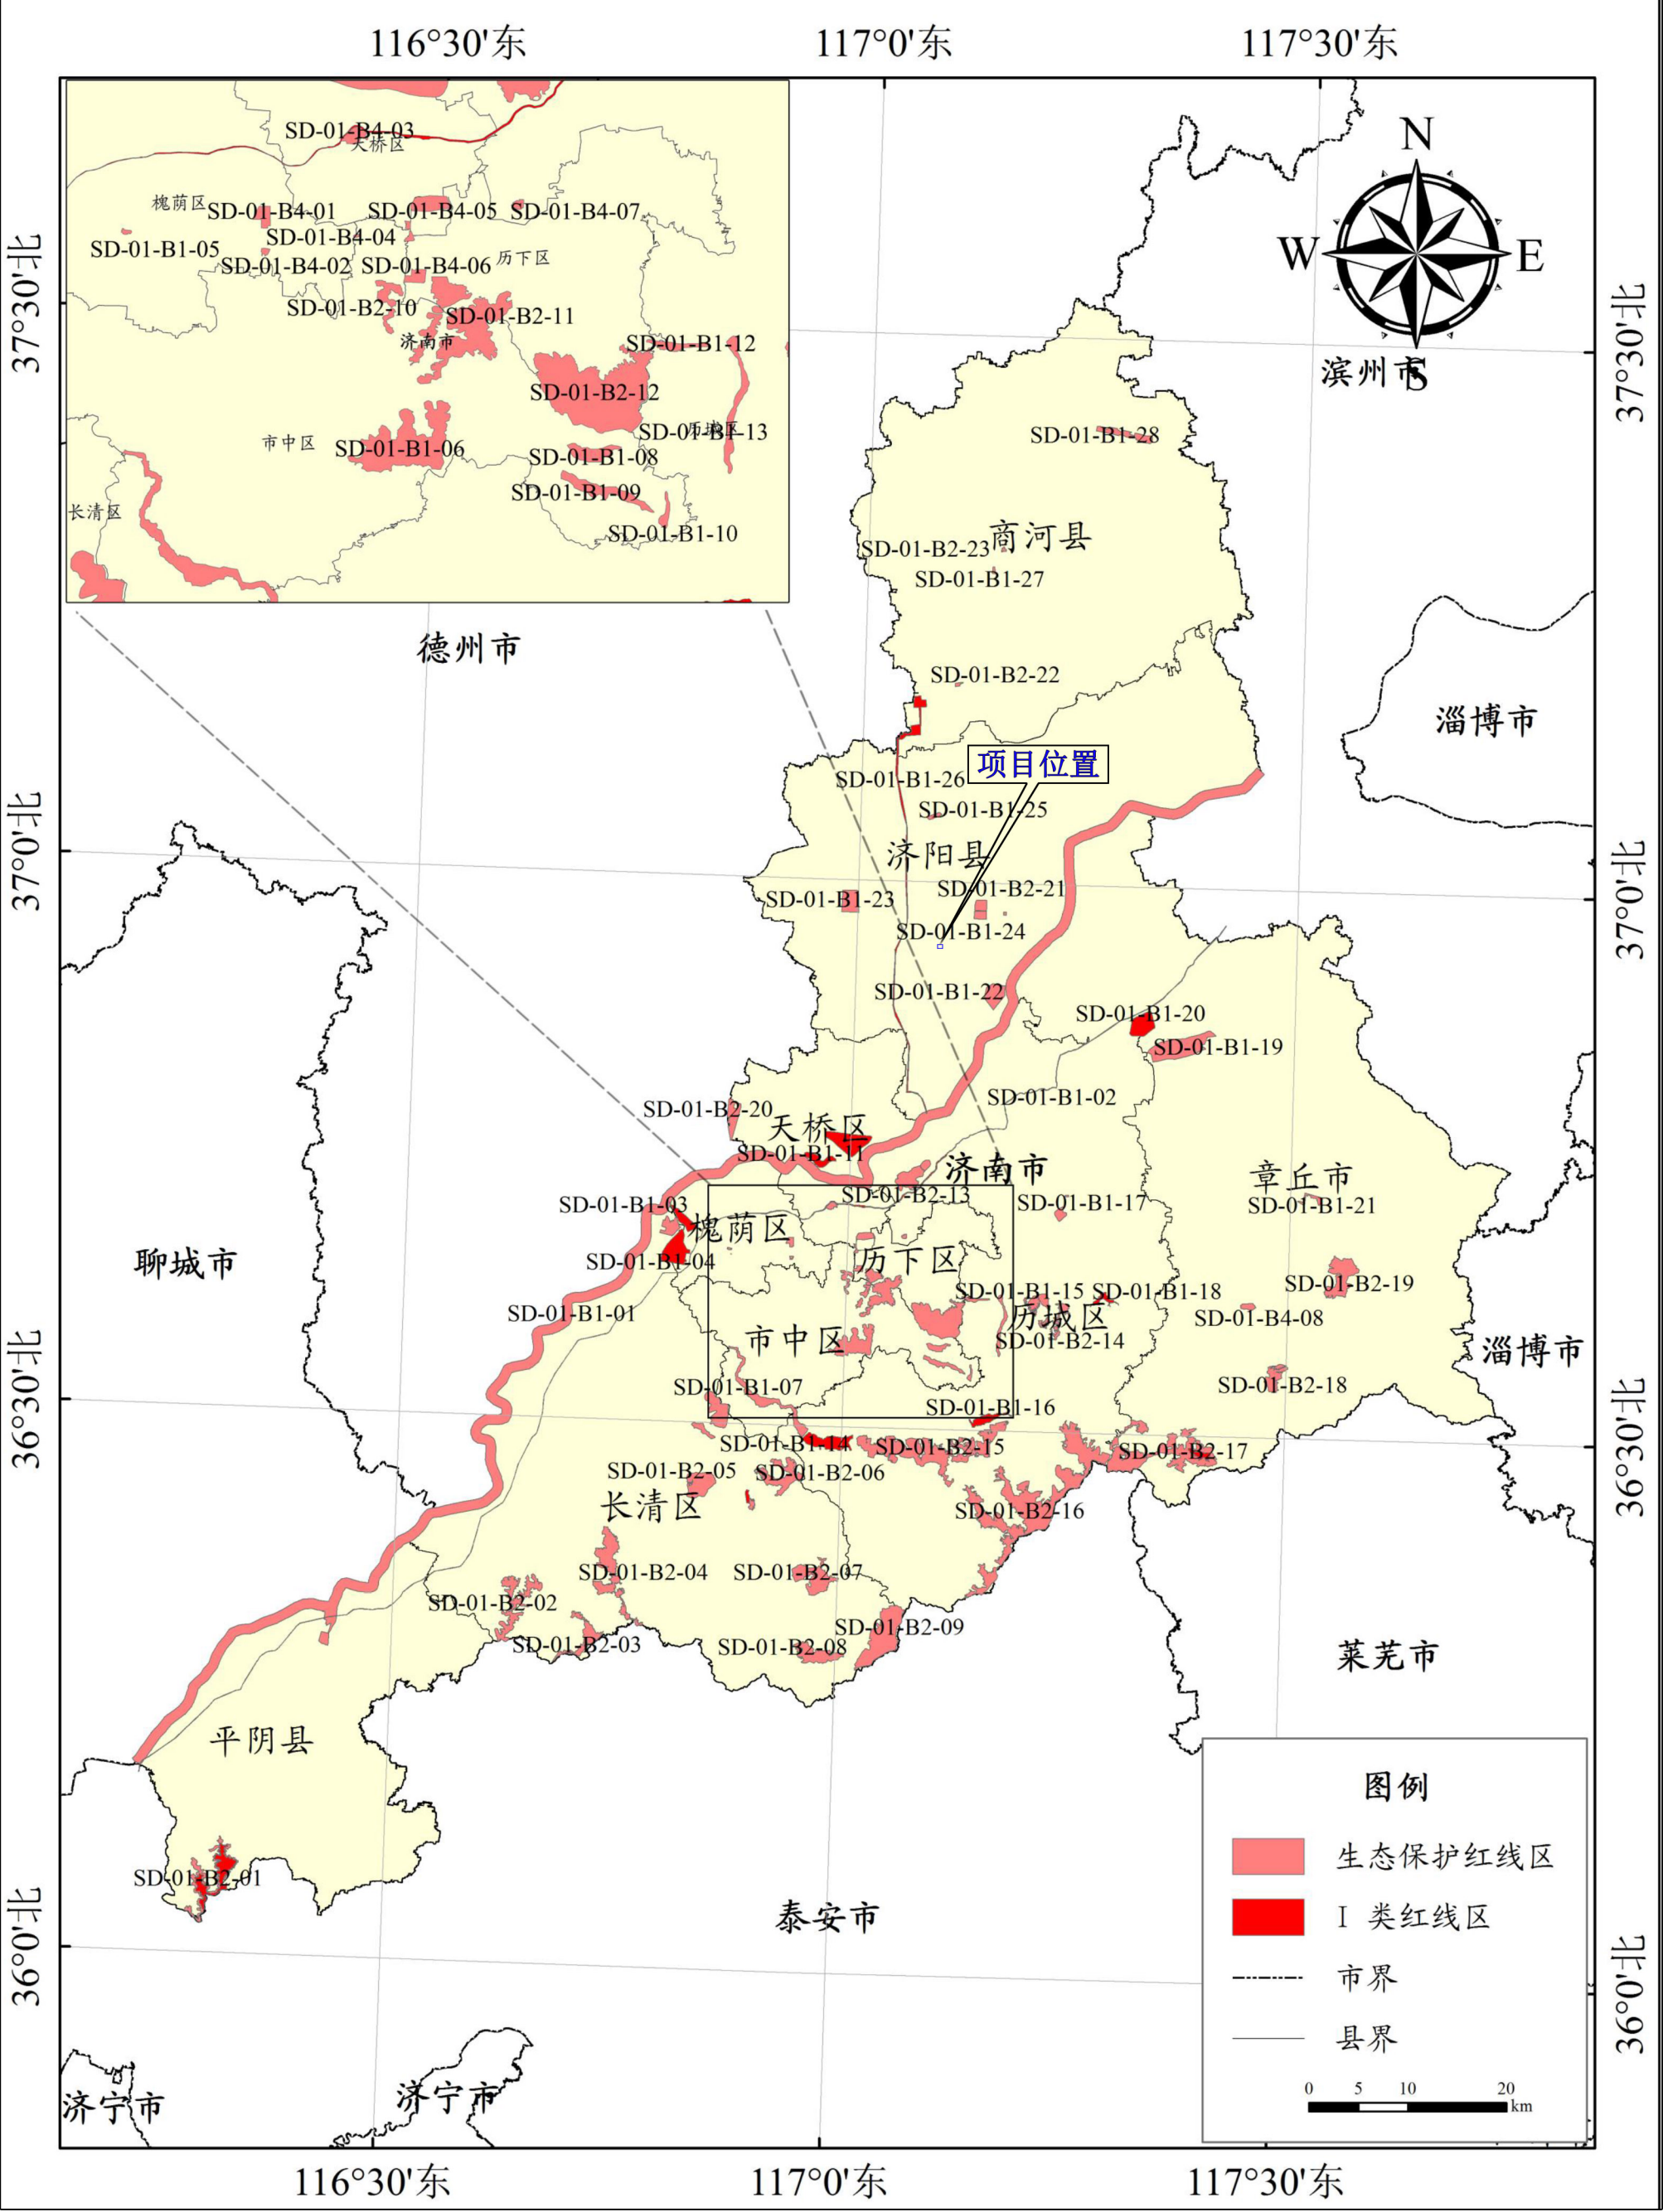 116°30'东
117°0'东
117°30'东
37°30'北
37°0'北
36°30'北
36°0'北
37°30'北
37°0'北
36°30'北
36°0'北
N
W
E
S
SD-01-B4-03
天桥区
槐荫区
SD-01-B4-01
SD-01-B4-05
SD-01-B4-07
SD-01-B1-05
SD-01-B4-04
SD-01-B4-02
SD-01-B4-06
历下区
SD-01-B2-10
SD-01-B2-11
济南市
SD-01-B1-12
SD-01-B2-12
SD-01-B1-13
历城区
市中区
SD-01-B1-06
SD-01-B1-08
SD-01-B1-09
长清区
SD-01-B1-10
滨州市
SD-01-B1-28
商河县
SD-01-B2-23
SD-01-B1-27
德州市
SD-01-B2-22
淄博市
项目位置
SD-01-B1-26
SD-01-B1-25
济阳县
SD-01-B2-21
SD-01-B1-23
SD-01-B1-24
SD-01-B1-22
SD-01-B1-20
SD-01-B1-19
SD-01-B1-02
SD-01-B2-20
天桥区
SD-01-B1-11
济南市
章丘市
SD-01-B2-13
SD-01-B1-17
SD-01-B1-21
SD-01-B1-03
槐荫区
聊城市
SD-01-B1-04
历下区
SD-01-B1-15
SD-01-B1-18
SD-01-B2-19
SD-01-B1-01
历城区
SD-01-B4-08
市中区
SD-01-B2-14
淄博市
SD-01-B1-07
SD-01-B2-18
SD-01-B1-16
SD-01-B1-14
SD-01-B2-15
SD-01-B2-17
SD-01-B2-05
SD-01-B2-06
长清区
SD-01-B2-16
SD-01-B2-04
SD-01-B2-07
SD-01-B2-02
SD-01-B2-03
SD-01-B2-09
SD-01-B2-08
莱芜市
平阴县
SD-01-B2-01
泰安市
济宁市
济宁市
图例
生态保护红线区
I 类红线区
市界
县界
0 5 10 20
km
116°30'东
117°0'东
117°30'东